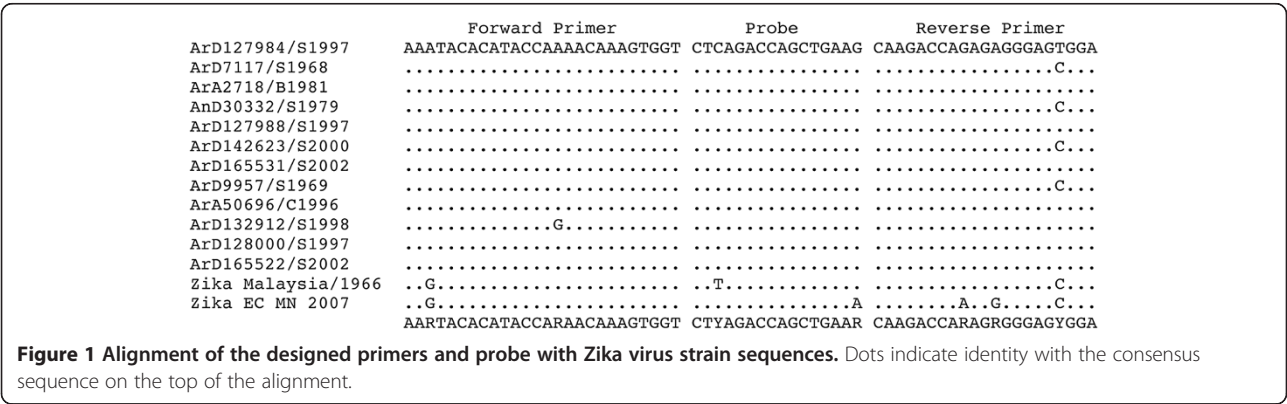 Forward Primer Probe Reverse Primer
ArD127984/S1997 AAATACACATACCAAAACAAAGTGGT CTCAGACCAGCTGAAG CAAGACCAGAGAGGGAGTGGA
ArD7117/S1968 .......................... ................ .................C...
ArA2718/B1981 .......................... ................ .....................
AnD30332/S1979 .......................... ................ .................C...
ArD127988/S1997 .......................... ................ .....................
ArD142623/S2000 .......................... ................ .................C...
ArD165531/S2002 .......................... ................ .....................
ArD9957/S1969 .......................... ................ .................C...
ArA50696/C1996 .......................... ................ .....................
ArD132912/S1998 ..............G........... ................ .....................
ArD128000/S1997 .......................... ................ .....................
ArD165522/S2002 .......................... ................ .....................
Zika Malaysia/1966 ..G....................... ..T............. .................C...
Zika EC MN 2007 ..G....................... ...............A ........A..G.....C...
AARTACACATACCARAACAAAGTGGT CTYAGACCAGCTGAAR CAAGACCARAGRGGGAGYGGA
Figure 1 Alignment of the designed primers and probe with Zika virus strain sequences. Dots indicate identity with the consensus
sequence on the top of the alignment.